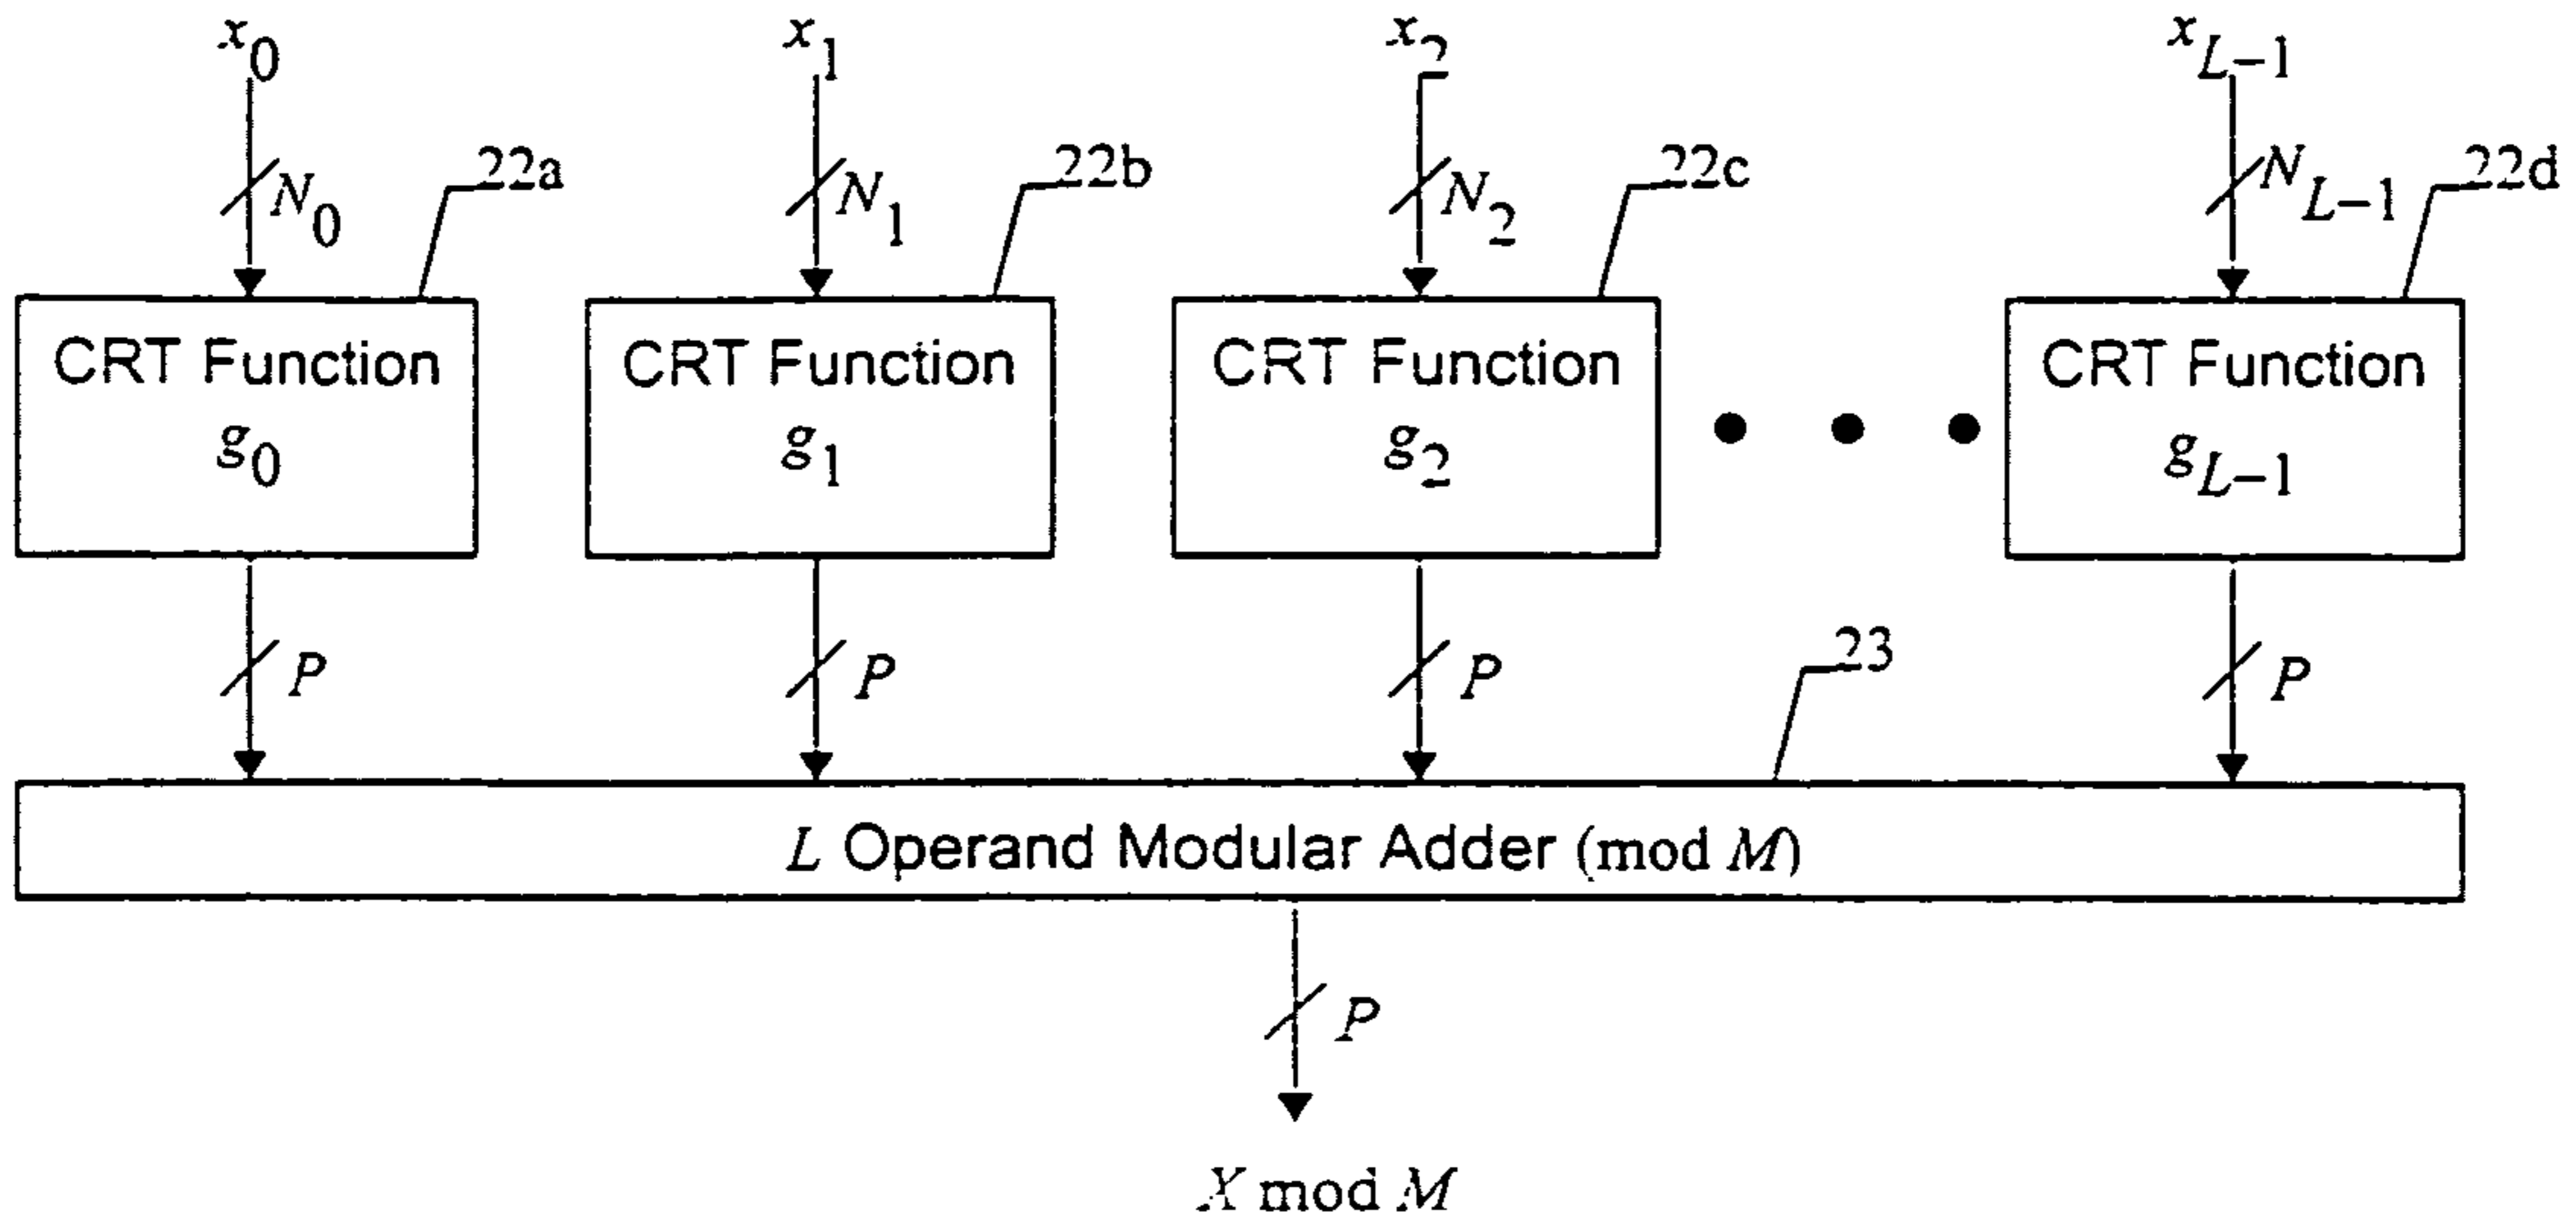 x0 x1 x2 xL−1
N0 22a N1 22b N2 22c NL−1 22d
CRT Function CRT Function CRT Function CRT Function
g0 g1 g2 • • • gL−1
P P P 23 P
L Operand Modular Adder (mod M)
P
X mod M